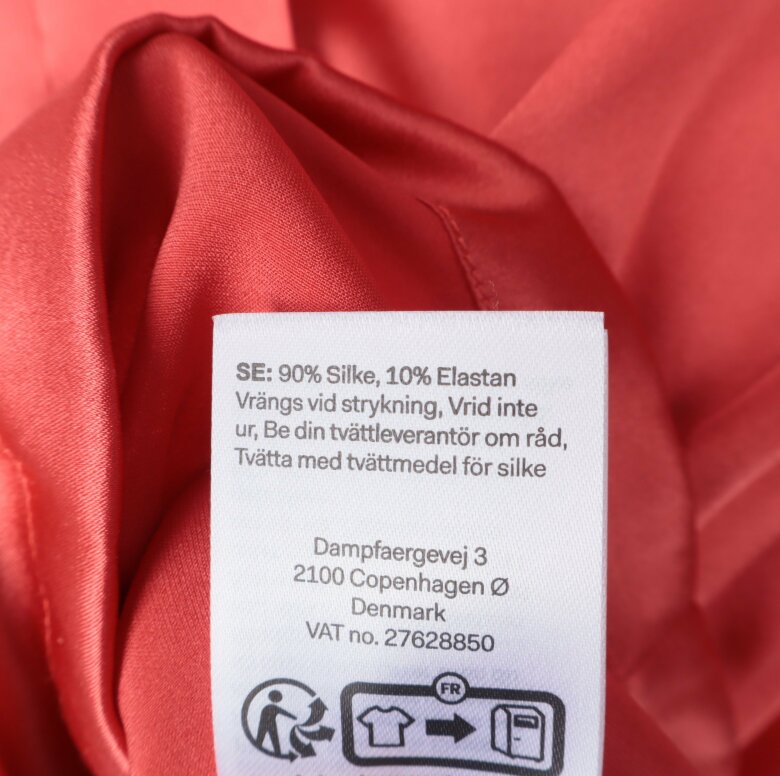 SE: 90% Silke, 10% Elastan
Vrängs vid strykning, Vrid inte
ur, Be din tvättleverantör om råd,
Tvätta med tvättmedel för silke
Dampfaergevej 3
2100 Copenhagen Ø
Denmark
VAT no. 27628850
FR